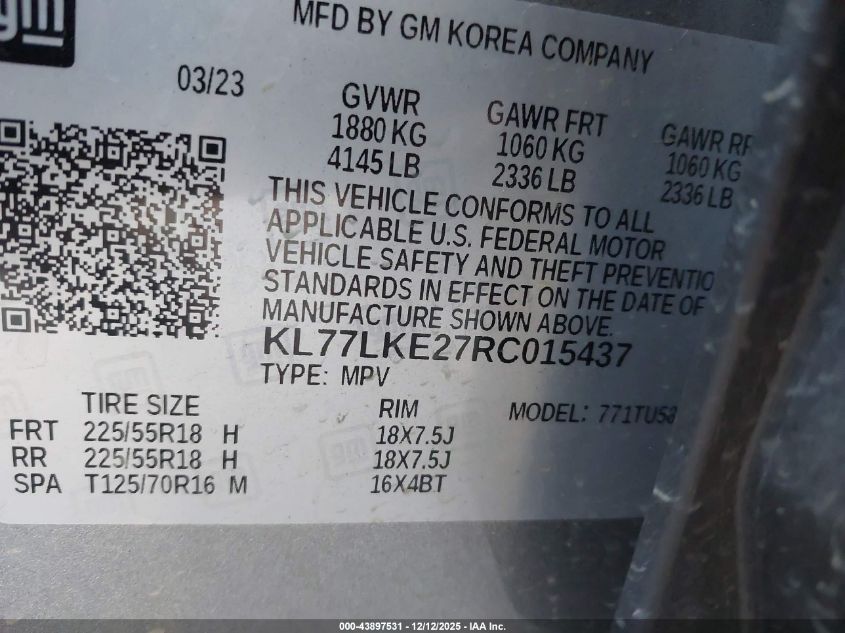 gm
MFD BY GM KOREA COMPANY
03/23
GVWR
1880 KG
4145 LB
GAWR FRT
1060 KG
2336 LB
GAWR RR
1060 KG
2336 LB
THIS VEHICLE CONFORMS TO ALL
APPLICABLE U.S. FEDERAL MOTOR
VEHICLE SAFETY AND THEFT PREVENTIO
STANDARDS IN EFFECT ON THE DATE OF
MANUFACTURE SHOWN ABOVE.
KL77LKE27RC015437
TYPE: MPV
TIRE SIZE RIM MODEL: 771TU58
FRT 225/55R18 H 18X7.5J
RR 225/55R18 H 18X7.5J
SPA T125/70R16 M 16X4BT
000-43897531 - 12/12/2025 - IAA Inc.